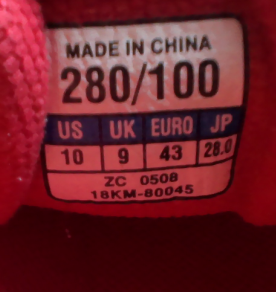 MADE IN CHINA
280/100
US UK EURO JP
10 9 43 28.0
ZC 0508
18KM-80045